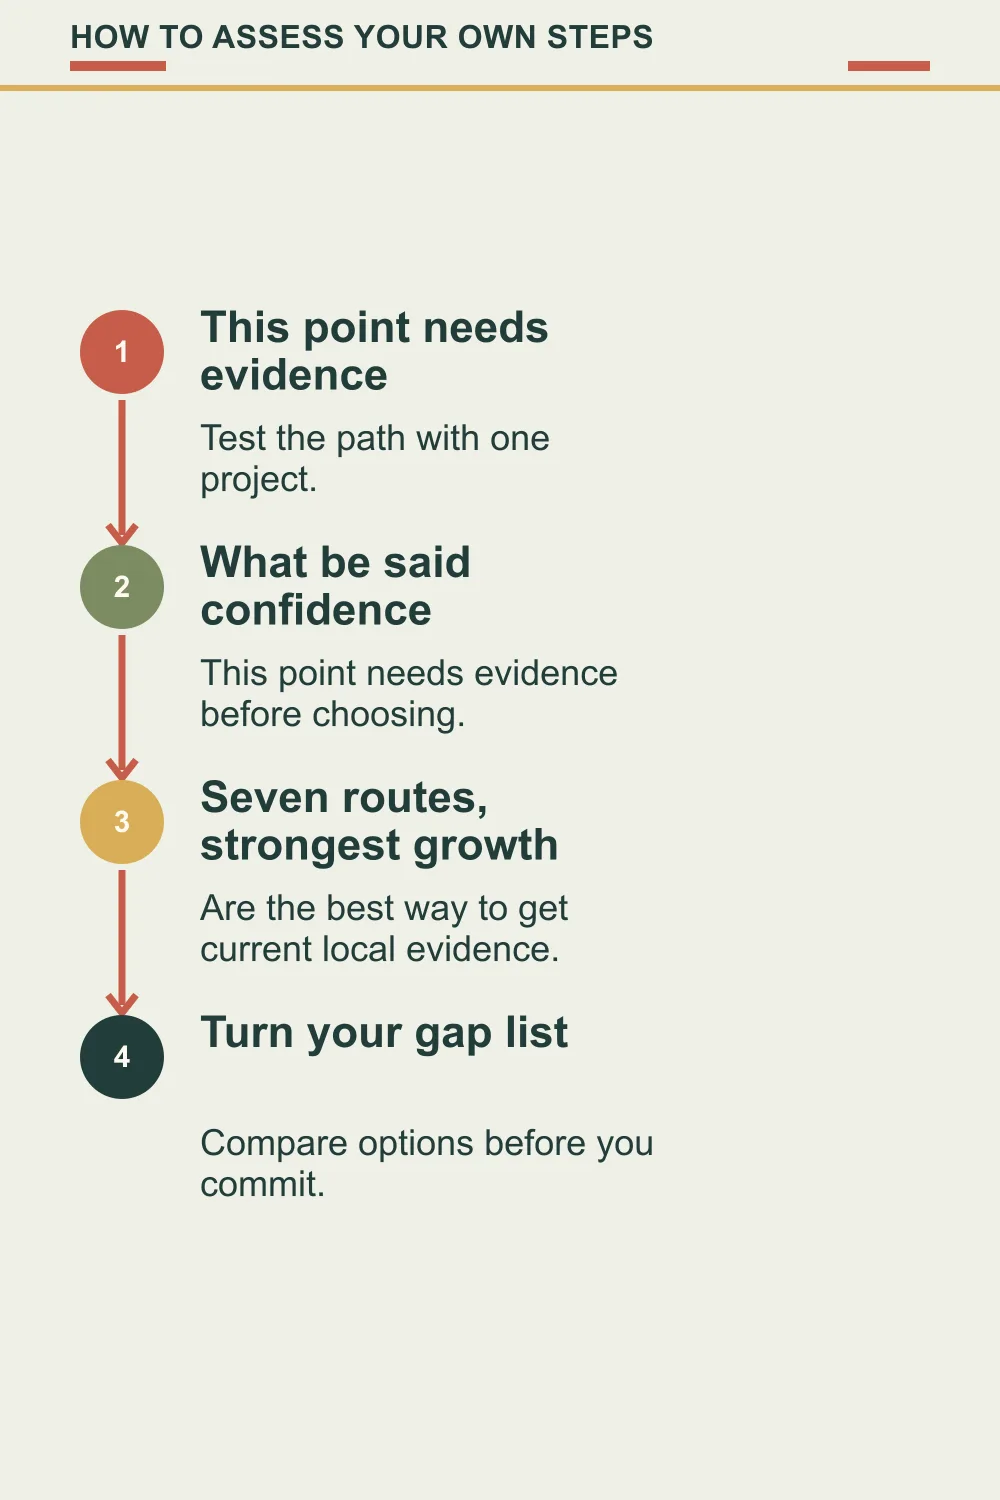 HOW TO ASSESS YOUR OWN STEPS
1
This point needs
evidence
Test the path with one
project.
2
What be said
confidence
This point needs evidence
before choosing.
3
Seven routes,
strongest growth
Are the best way to get
current local evidence.
4
Turn your gap list
Compare options before you
commit.